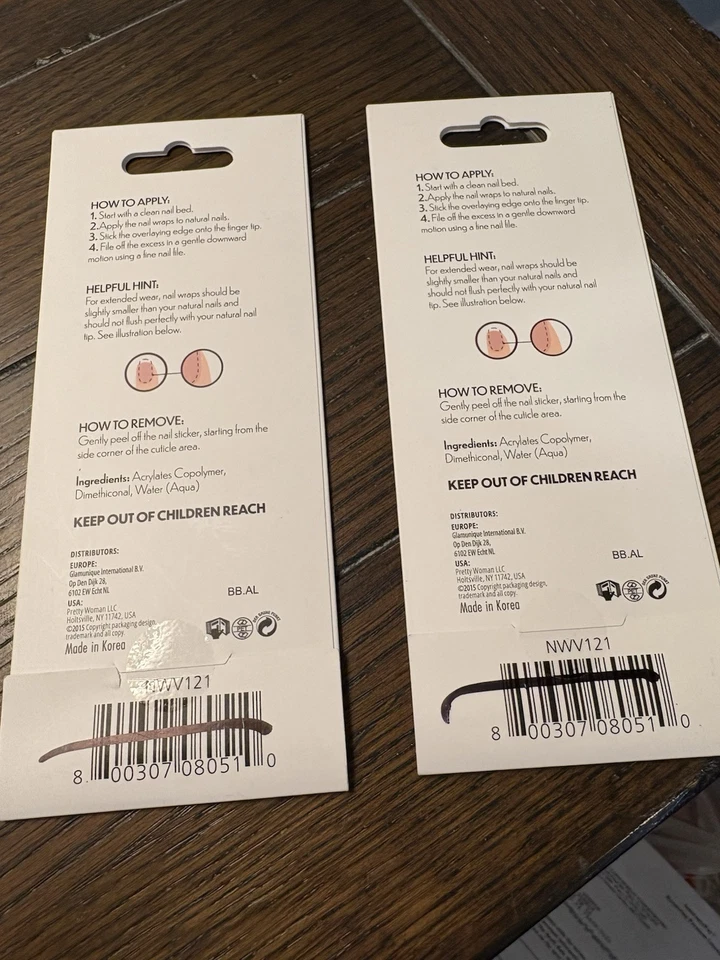 HOW TO APPLY:
1. Start with a clean nail bed.
2.Apply the nail wraps to natural nails.
3. Stick the overlaying edge onto the finger tip.
4. File off the excess in a gentle downward
motion using a fine nail file.
HELPFUL HINT:
For extended wear, nail wraps should be
slightly smaller than your natural nails and
should not flush perfectly with your natural nail
tip. See illustration below.
HOW TO REMOVE:
Gently peel off the nail sticker, starting from the
side corner of the cuticle area.
Ingredients: Acrylates Copolymer,
Dimethiconal, Water (Aqua)
KEEP OUT OF CHILDREN REACH
DISTRIBUTORS:
EUROPE:
Glamunique International B.V.
Op Den Dijk 28,
6102 EW Echt NL
USA:
Pretty Woman LLC
Holtsville, NY 11742, USA
©2015 Copyright packaging design,
trademark and all copy.
Made in Korea
BB.AL
NWV121
8 00307 08051 0
HOW TO APPLY:
1. Start with a clean nail bed.
2.Apply the nail wraps to natural nails.
3. Stick the overlaying edge onto the finger tip.
4. File off the excess in a gentle downward
motion using a fine nail file.
HELPFUL HINT:
For extended wear, nail wraps should be
slightly smaller than your natural nails and
should not flush perfectly with your natural nail
tip. See illustration below.
HOW TO REMOVE:
Gently peel off the nail sticker, starting from the
side corner of the cuticle area.
Ingredients: Acrylates Copolymer,
Dimethiconal, Water (Aqua)
KEEP OUT OF CHILDREN REACH
DISTRIBUTORS:
EUROPE:
Glamunique International B.V.
Op Den Dijk 28,
6102 EW Echt NL
USA:
Pretty Woman LLC
Holtsville, NY 11742, USA
©2015 Copyright packaging design,
trademark and all copy.
Made in Korea
BB.AL
NWV121
8 00307 08051 0